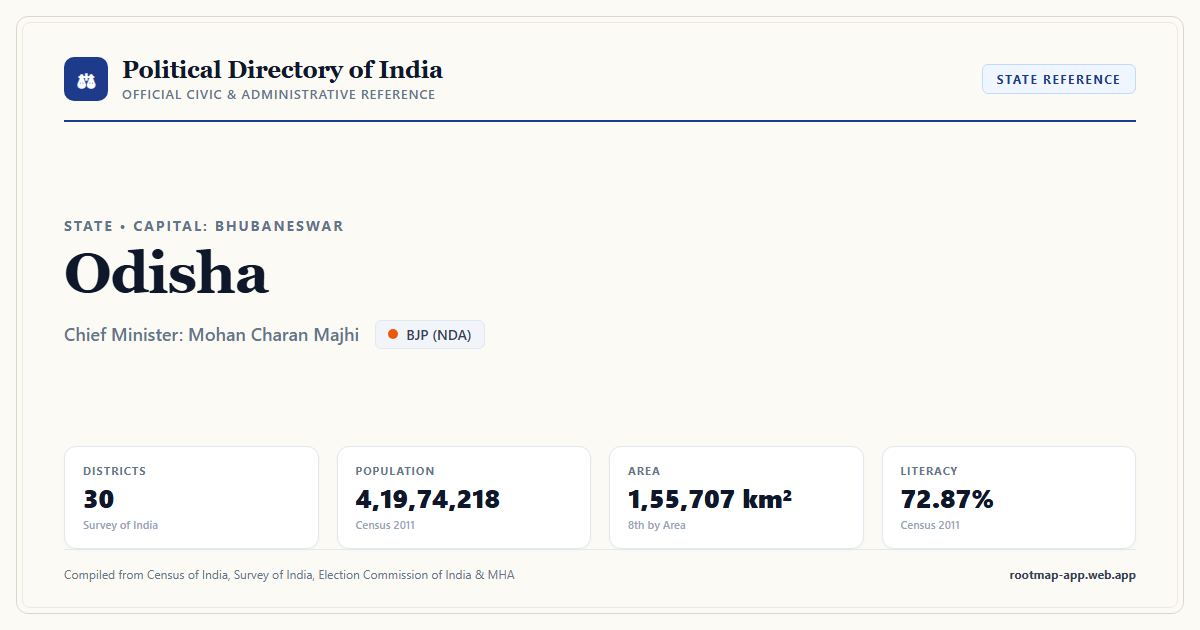 Political Directory of India
OFFICIAL CIVIC & ADMINISTRATIVE REFERENCE
STATE REFERENCE
STATE • CAPITAL: BHUBANESWAR
Odisha
Chief Minister: Mohan Charan Majhi
BJP (NDA)
DISTRICTS
30
Survey of India
POPULATION
4,19,74,218
Census 2011
AREA
1,55,707 km²
8th by Area
LITERACY
72.87%
Census 2011
Compiled from Census of India, Survey of India, Election Commission of India & MHA
rootmap-app.web.app